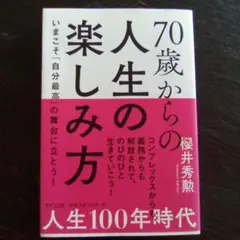 70歳からの
人生の
楽しみ方
いまこそ「自分最高」の舞台に立とう!
櫻井秀勲
コンプレックスからも
義務からも
解放されて、
のびのびと
生きていこう!
人生100年時代